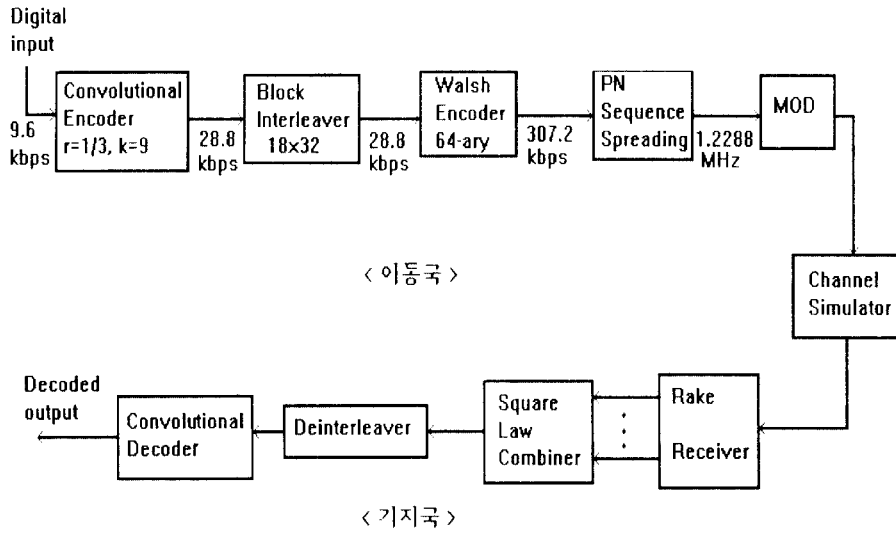 Digital
input
Convolutional
Encoder
r=1/3, k=9
Block
Interleaver
18x32
Walsh
Encoder
64-ary
PN
Sequence
Spreading
MOD
9.6
kbps
28.8
kbps
28.8
kbps
307.2
kbps
1.2288
MHz
< 이동국 >
Channel
Simulator
Decoded
output
Convolutional
Decoder
Deinterleaver
Square
Law
Combiner
Rake
Receiver
< 기지국 >